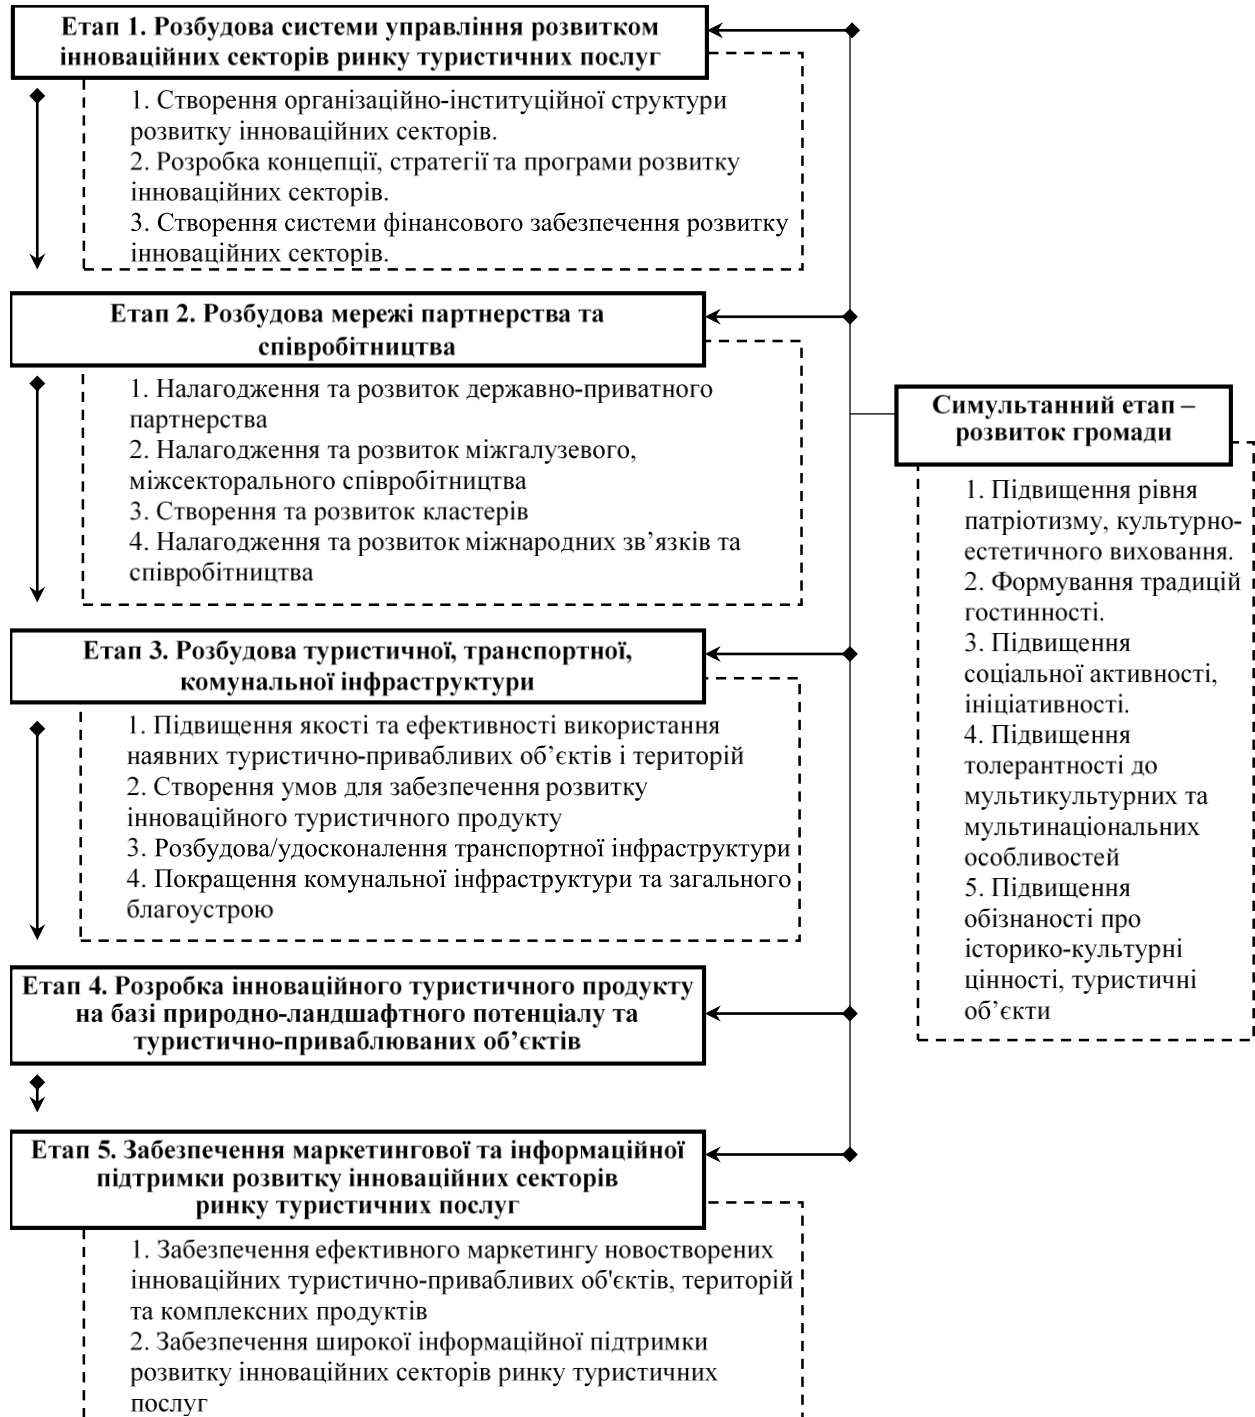 Етап 1. Розбудова системи управління розвитком
інноваційних секторів ринку туристичних послуг
1. Створення організаційно-інституційної структури
розвитку інноваційних секторів.
2. Розробка концепції, стратегії та програми розвитку
інноваційних секторів.
3. Створення системи фінансового забезпечення розвитку
інноваційних секторів.
Етап 2. Розбудова мережі партнерства та
співробітництва
1. Налагодження та розвиток державно-приватного
партнерства
2. Налагодження та розвиток міжгалузевого,
міжсекторального співробітництва
3. Створення та розвиток кластерів
4. Налагодження та розвиток міжнародних зв’язків та
співробітництва
Етап 3. Розбудова туристичної, транспортної,
комунальної інфраструктури
1. Підвищення якості та ефективності використання
наявних туристично-привабливих об’єктів і територій
2. Створення умов для забезпечення розвитку
інноваційного туристичного продукту
3. Розбудова/удосконалення транспортної інфраструктури
4. Покращення комунальної інфраструктури та загального
благоустрою
Етап 4. Розробка інноваційного туристичного продукту
на базі природно-ландшафтного потенціалу та
туристично-приваблюваних об’єктів
Етап 5. Забезпечення маркетингової та інформаційної
підтримки розвитку інноваційних секторів
ринку туристичних послуг
1. Забезпечення ефективного маркетингу новостворених
інноваційних туристично-привабливих об'єктів, територій
та комплексних продуктів
2. Забезпечення широкої інформаційної підтримки
розвитку інноваційних секторів ринку туристичних
послуг
Симультанний етап –
розвиток громади
1. Підвищення рівня
патріотизму, культурно-
естетичного виховання.
2. Формування традицій
гостинності.
3. Підвищення
соціальної активності,
ініціативності.
4. Підвищення
толерантності до
мультикультурних та
мультинаціональних
особливостей
5. Підвищення
обізнаності про
історико-культурні
цінності, туристичні
об’єкти